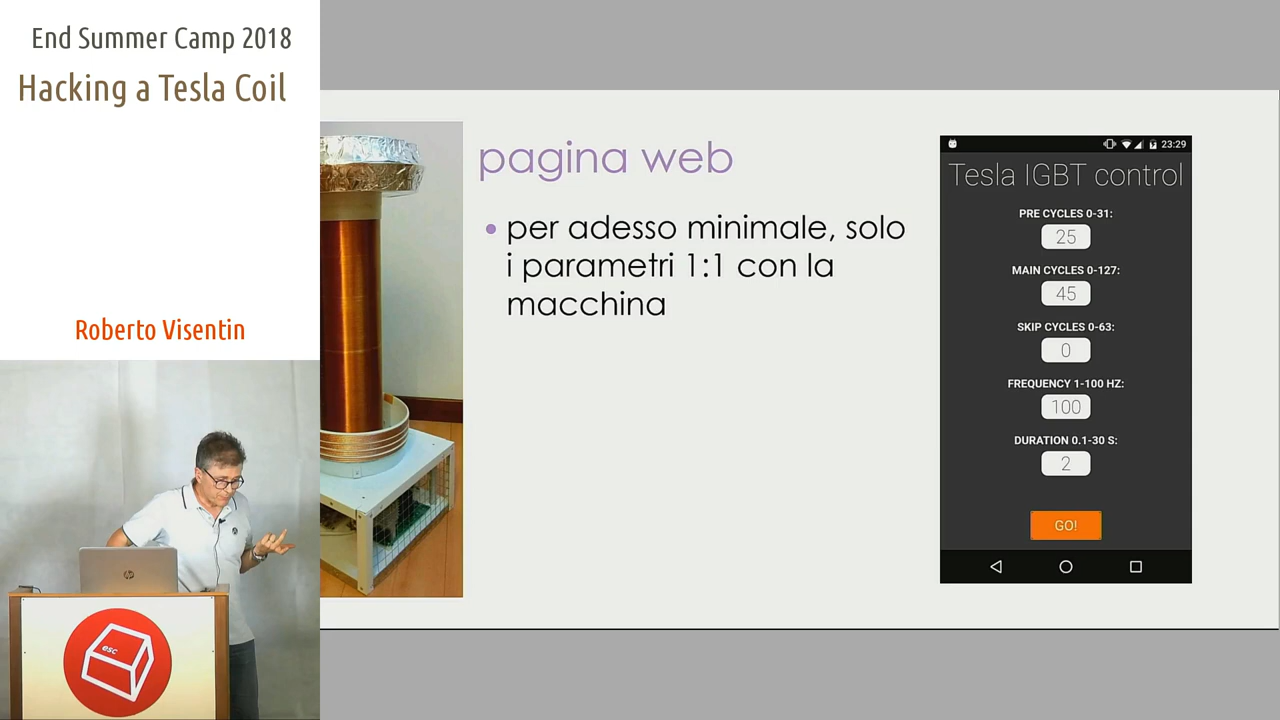 End Summer Camp 2018
Hacking a Tesla Coil
Roberto Visentin
esc
hp
pagina web
• per adesso minimale, solo
i parametri 1:1 con la
macchina
23:29
Tesla IGBT control
PRE CYCLES 0-31:
25
MAIN CYCLES 0-127:
45
SKIP CYCLES 0-63:
0
FREQUENCY 1-100 HZ:
100
DURATION 0.1-30 S:
2
GO!